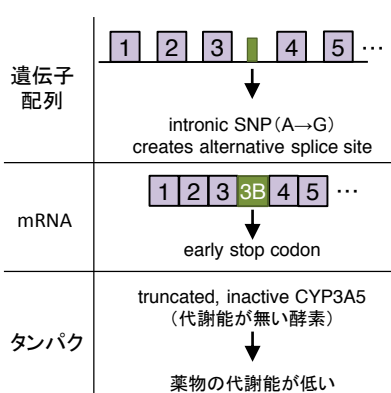 1 2 3 4 5 …
遺伝子
配列
intronic SNP(A→G)
creates alternative splice site
mRNA
1 2 3 3B 4 5 …
early stop codon
タンパク
truncated, inactive CYP3A5
(代謝能が無い酵素)
薬物の代謝能が低い